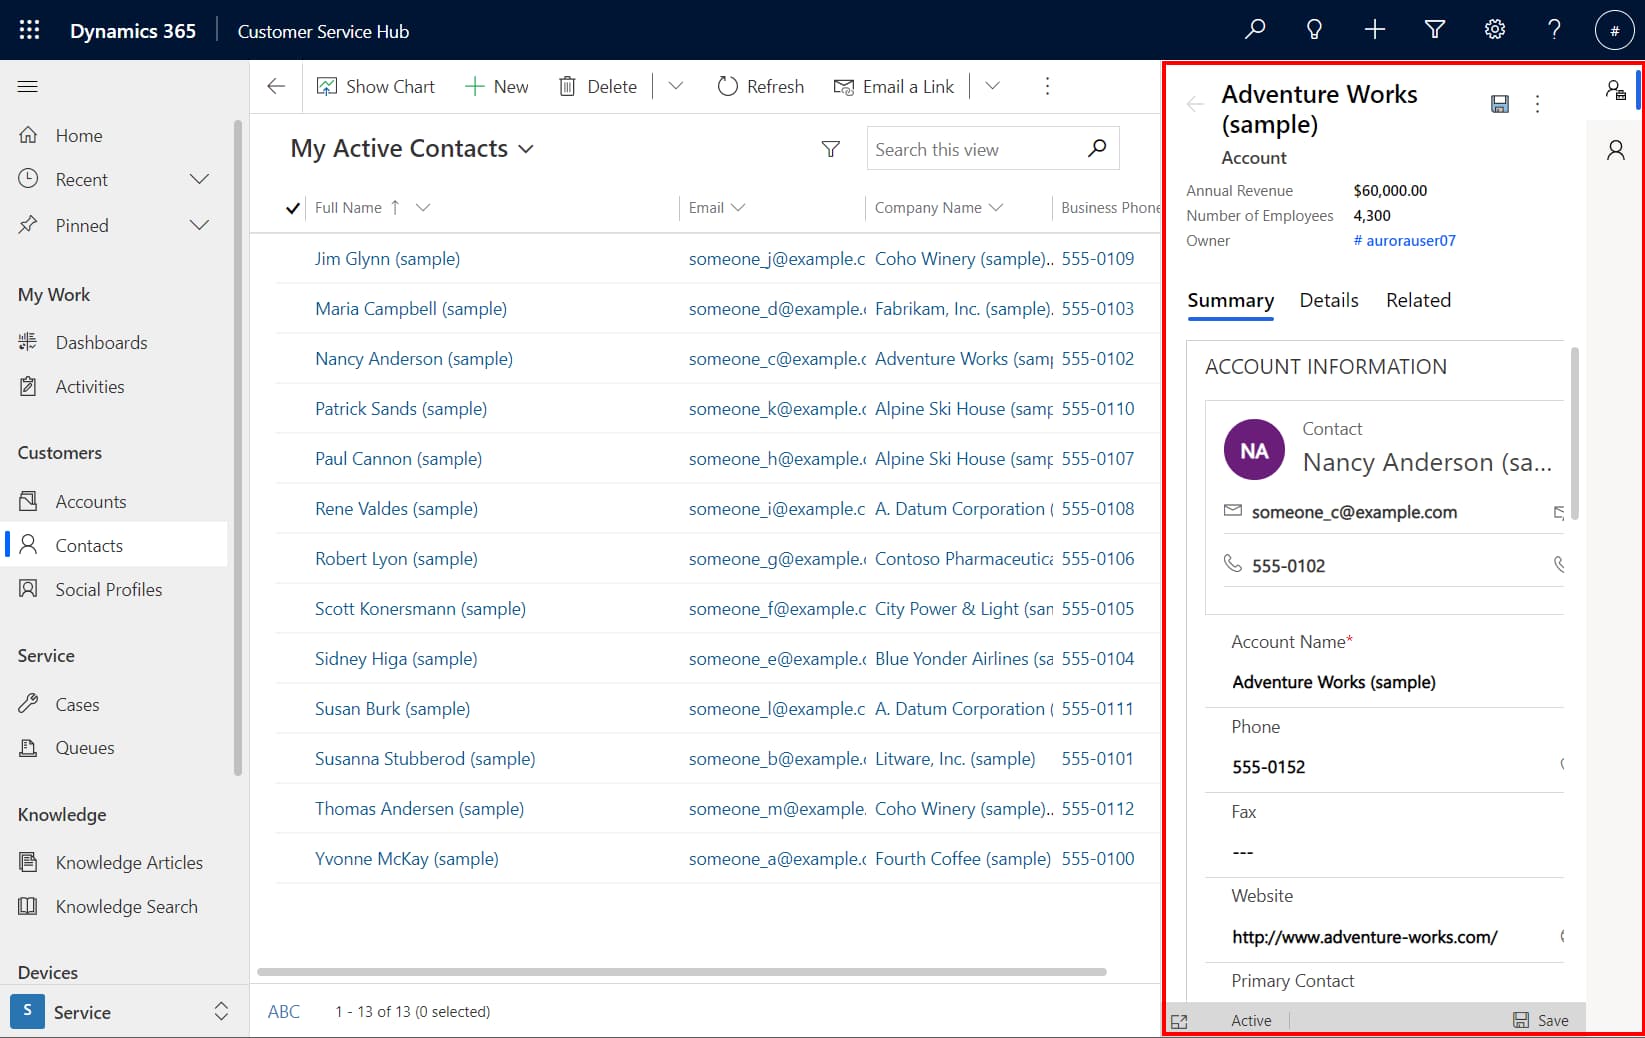 Dynamics 365
Customer Service Hub
#
Home
Recent
Pinned
My Work
Dashboards
Activities
Customers
Accounts
Contacts
Social Profiles
Service
Cases
Queues
Knowledge
Knowledge Articles
Knowledge Search
Devices
S Service
Show Chart New Delete Refresh Email a Link
My Active Contacts
Search this view
Full Name Email Company Name Business Phone
Jim Glynn (sample) someone_j@example.c Coho Winery (sample).. 555-0109
Maria Campbell (sample) someone_d@example.c Fabrikam, Inc. (sample). 555-0103
Nancy Anderson (sample) someone_c@example.c Adventure Works (samp 555-0102
Patrick Sands (sample) someone_k@example.c Alpine Ski House (samp 555-0110
Paul Cannon (sample) someone_h@example.c Alpine Ski House (samp 555-0107
Rene Valdes (sample) someone_i@example.c A. Datum Corporation ( 555-0108
Robert Lyon (sample) someone_g@example.c Contoso Pharmaceutica 555-0106
Scott Konersmann (sample) someone_f@example.c City Power & Light (san 555-0105
Sidney Higa (sample) someone_e@example.c Blue Yonder Airlines (sa 555-0104
Susan Burk (sample) someone_l@example.c A. Datum Corporation ( 555-0111
Susanna Stubberod (sample) someone_b@example.c Litware, Inc. (sample) 555-0101
Thomas Andersen (sample) someone_m@example. Coho Winery (sample).. 555-0112
Yvonne McKay (sample) someone_a@example.c Fourth Coffee (sample) 555-0100
ABC 1 - 13 of 13 (0 selected)
Adventure Works
(sample)
Account
Annual Revenue $60,000.00
Number of Employees 4,300
Owner # aurorauser07
Summary Details Related
ACCOUNT INFORMATION
NA
Contact
Nancy Anderson (sa...
someone_c@example.com
555-0102
Account Name*
Adventure Works (sample)
Phone
555-0152
Fax
---
Website
http://www.adventure-works.com/
Primary Contact
Active Save